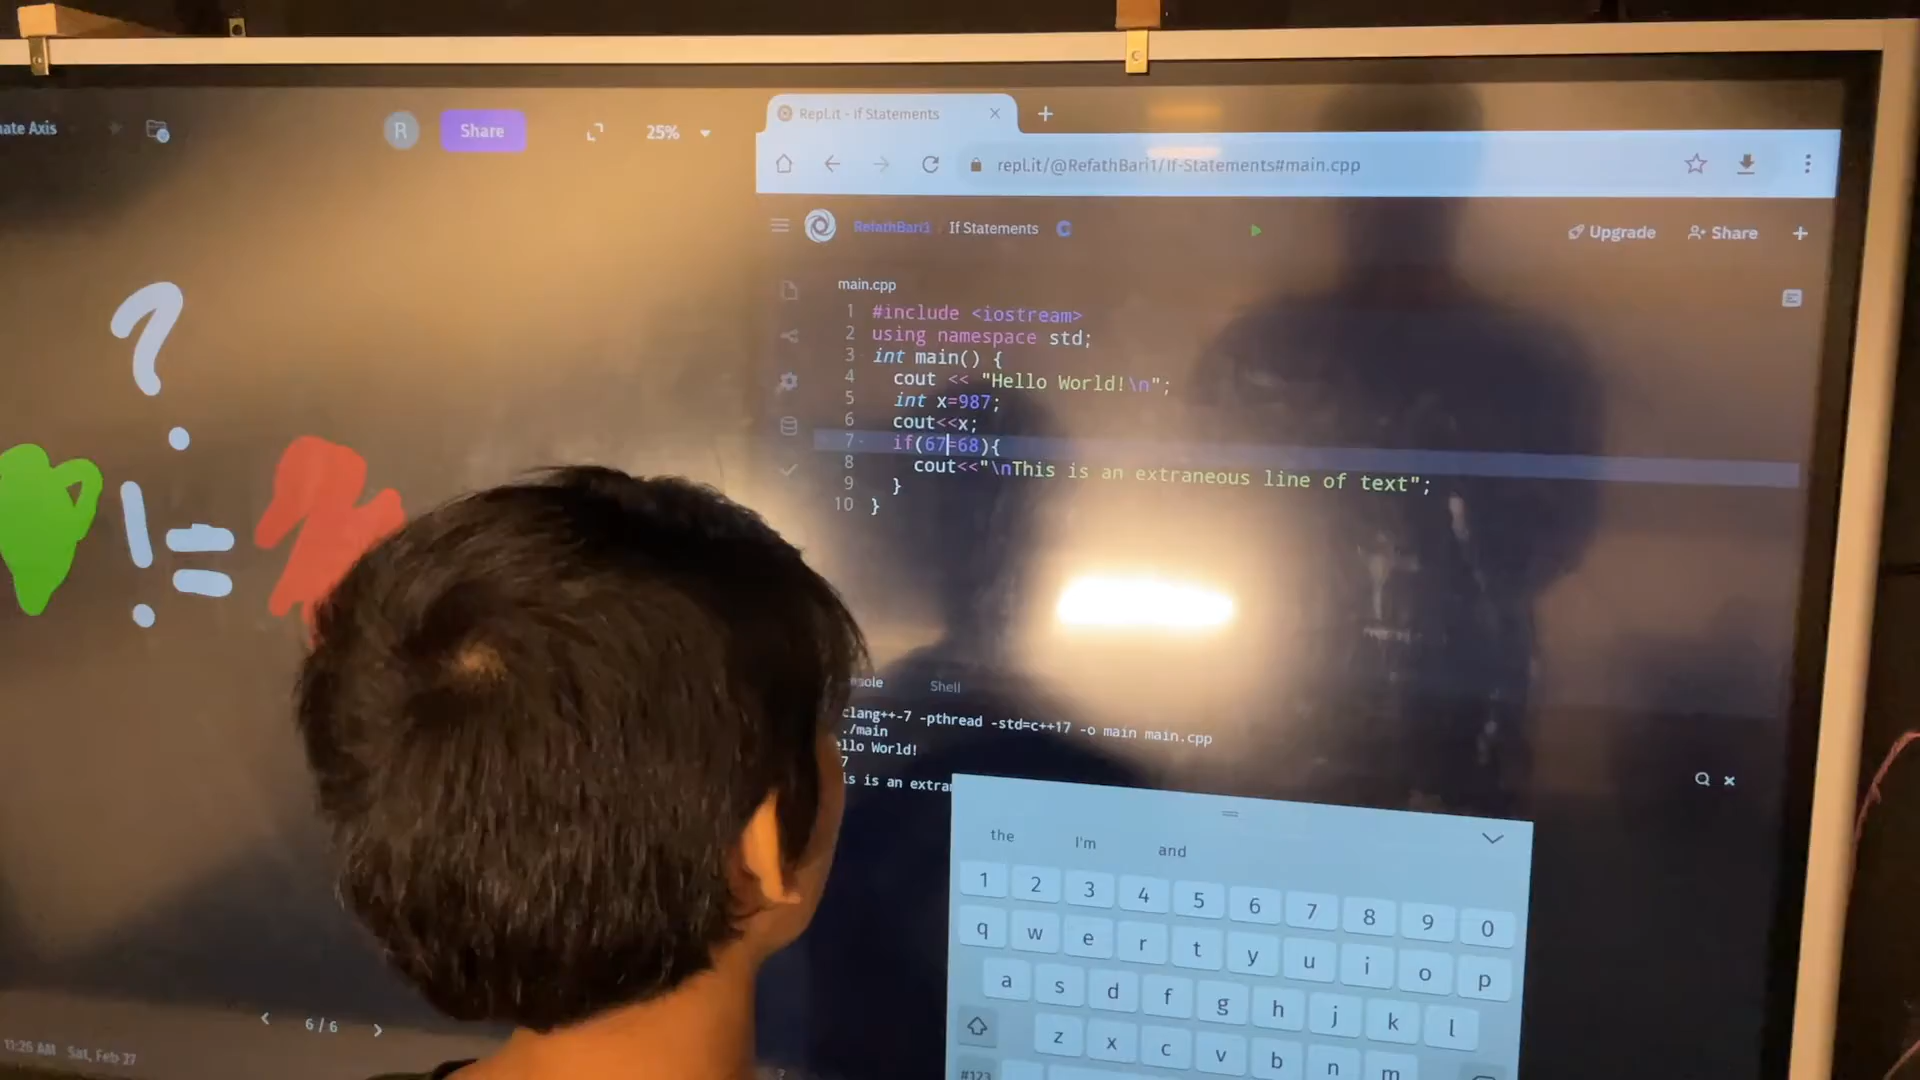 ate Axis
R
Share
25%
Repl.it - If Statements
repl.it/@RefathBari1/If-Statements#main.cpp
RefathBari1
If Statements
Upgrade
Share
main.cpp
1 #include <iostream>
2 using namespace std;
3 int main() {
4 cout << "Hello World!\n";
5 int x=987;
6 cout<<x;
7 if(67=68){
8 cout<<"\nThis is an extraneous line of text";
9 }
10 }
?
!=
nsole
Shell
clang++-7 -pthread -std=c++17 -o main main.cpp
./main
ello World!
7
is is an extra
the I'm and
1 2 3 4 5 6 7 8 9 0
q w e r t y u i o p
a s d f g h j k l
z x c v b n m
#123
6 / 6
11:26 AM Sat, Feb 27